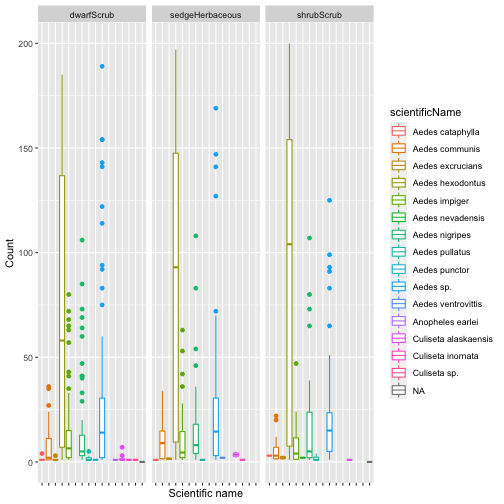 dwarfScrub
sedgeHerbaceous
shrubScrub
200
150
100
50
0
Count
Scientific name
scientificName
Aedes cataphylla
Aedes communis
Aedes excrucians
Aedes hexodontus
Aedes impiger
Aedes nevadensis
Aedes nigripes
Aedes pullatus
Aedes punctor
Aedes sp.
Aedes ventrovittis
Anopheles earlei
Culiseta alaskaensis
Culiseta inornata
Culiseta sp.
NA